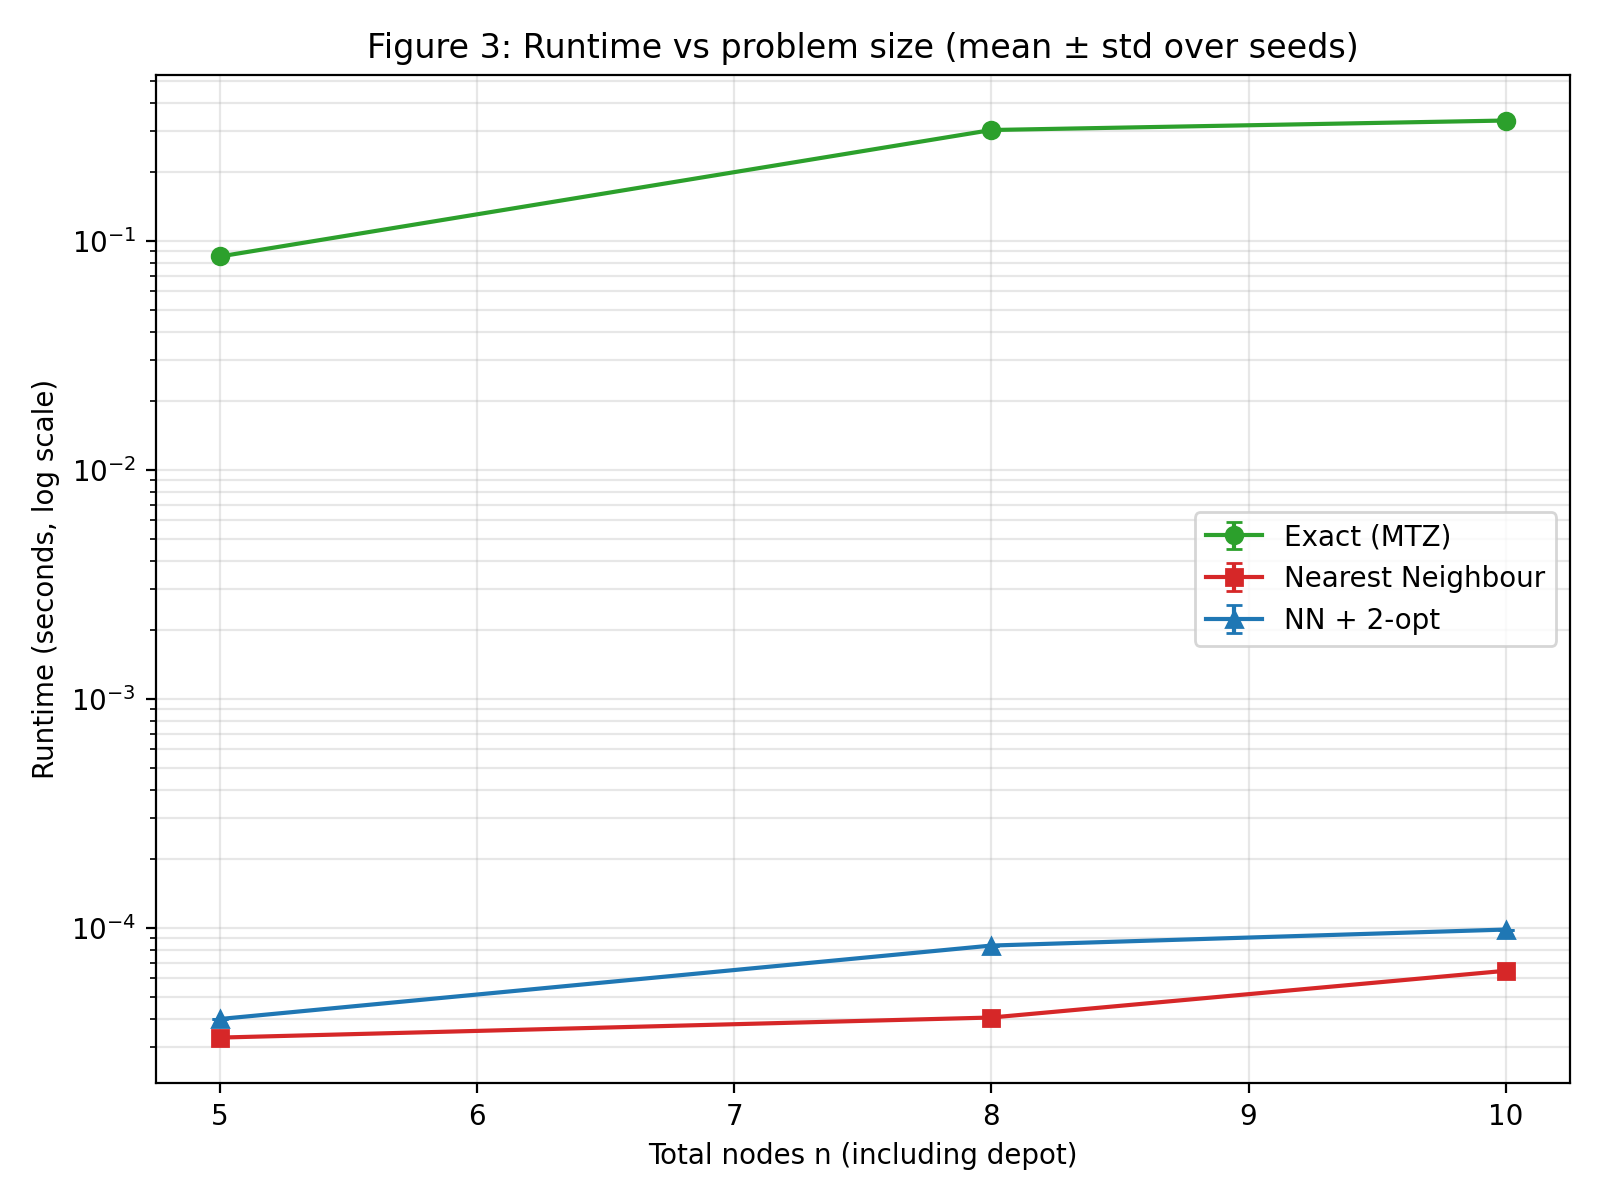 Figure 3: Runtime vs problem size (mean ± std over seeds)
Runtime (seconds, log scale)
10⁻¹
10⁻²
10⁻³
10⁻⁴
Exact (MTZ)
Nearest Neighbour
NN + 2-opt
5 6 7 8 9 10
Total nodes n (including depot)